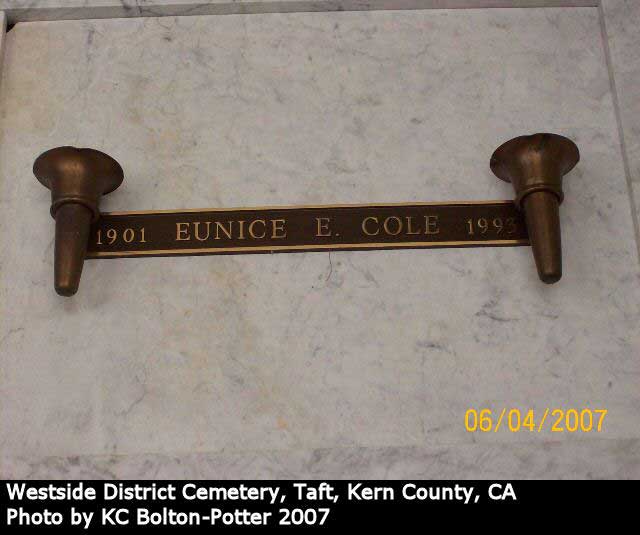 1901 EUNICE E. COLE 1993
06/04/2007
Westside District Cemetery, Taft, Kern County, CA
Photo by KC Bolton-Potter 2007